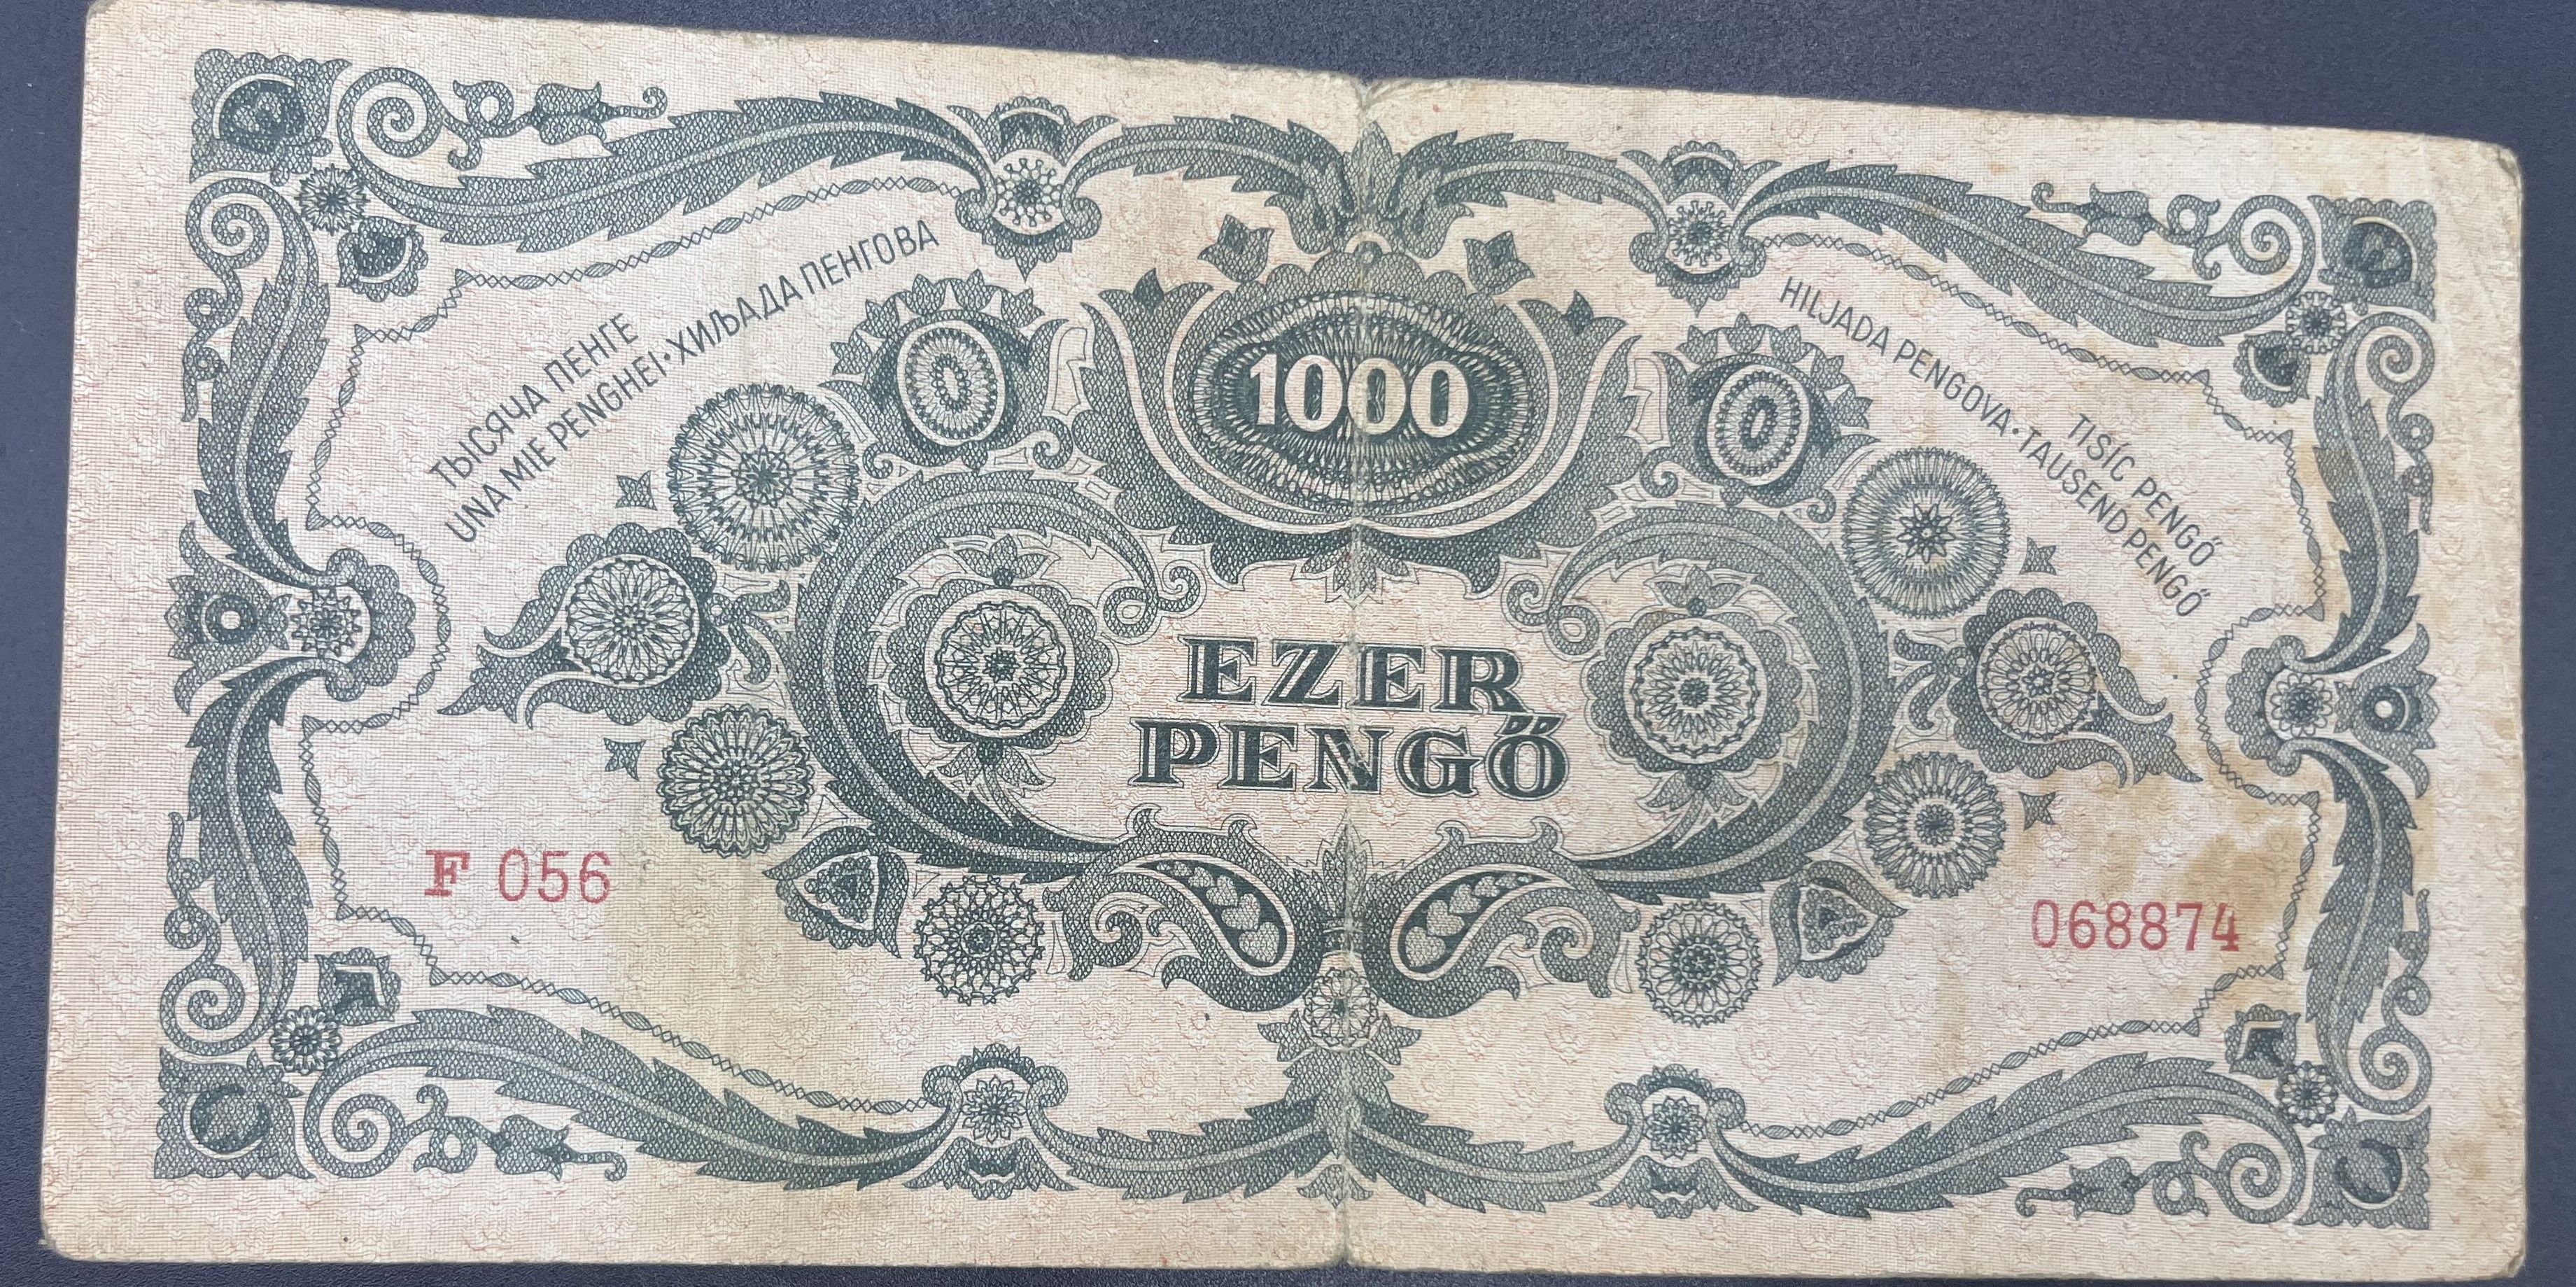 ТЫСЯЧА ПЕНГЕ
UNA MIE PENGHEI · ХИЉАДА ПЕНГОВА
1000
HILJADA PENGOVA · TAUSEND PENGŐ
TISÍC PENGŐ
EZER
PENGŐ
F 056
068874